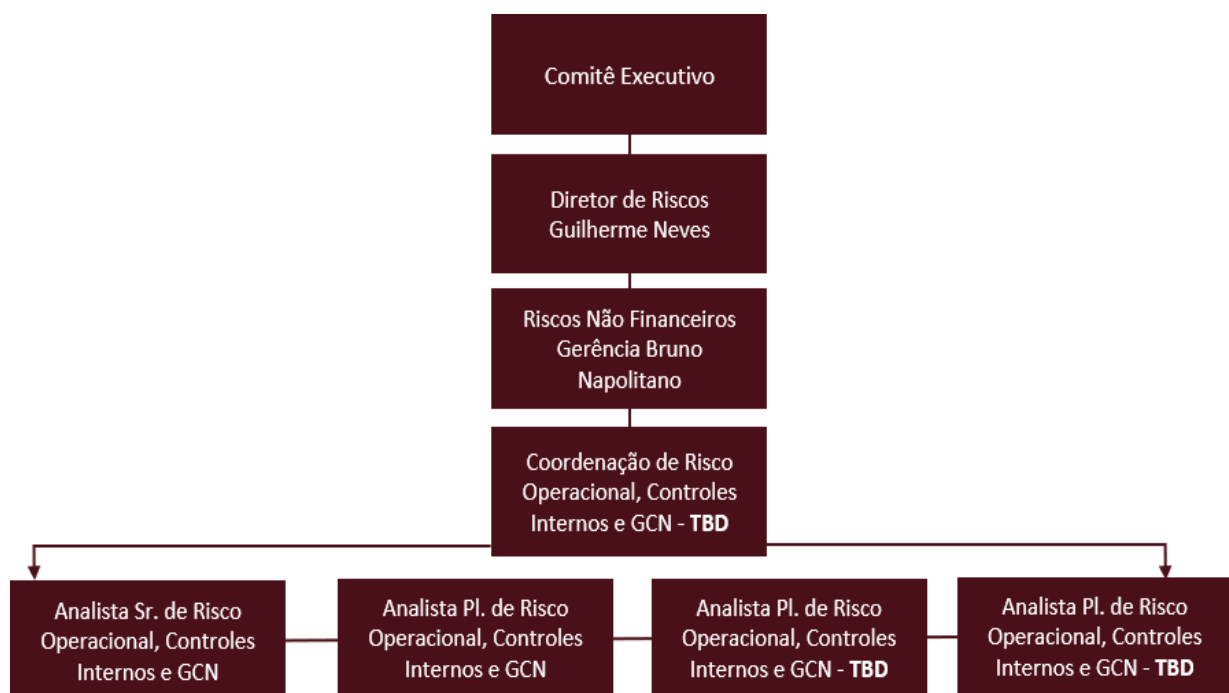 Comitê Executivo
Diretor de Riscos
Guilherme Neves
Riscos Não Financeiros
Gerência Bruno
Napolitano
Coordenação de Risco
Operacional, Controles
Internos e GCN - TBD
Analista Sr. de Risco
Operacional, Controles
Internos e GCN
Analista Pl. de Risco
Operacional, Controles
Internos e GCN
Analista Pl. de Risco
Operacional, Controles
Internos e GCN - TBD
Analista Pl. de Risco
Operacional, Controles
Internos e GCN - TBD